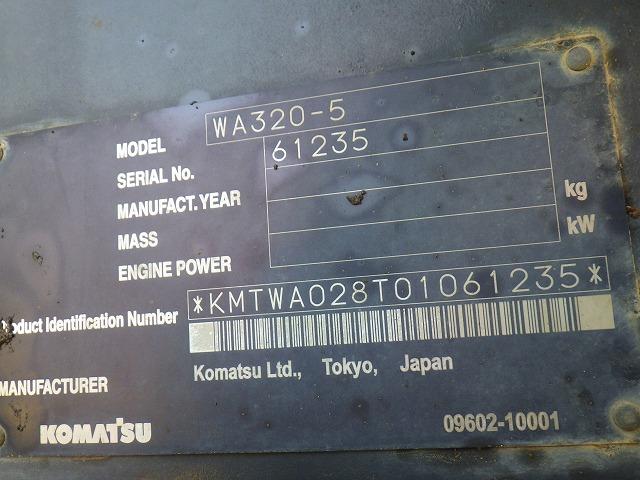 MODEL WA320-5
SERIAL No. 61235
MANUFACT. YEAR
MASS kg
ENGINE POWER kW
Product Identification Number *KMTWA028T01061235*
MANUFACTURER Komatsu Ltd., Tokyo, Japan
KOMATSU 09602-10001